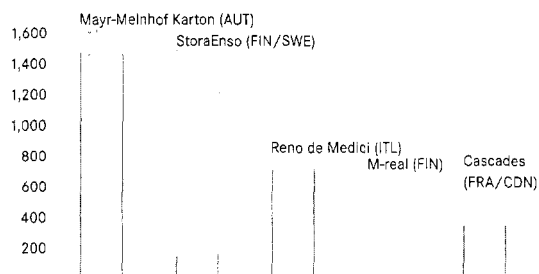 Mayr-Melnhof Karton (AUT)
1,600
StoraEnso (FIN/SWE)
1,400
1,200
1,000
Reno de Medici (ITL)
800
M-real (FIN)
Cascades
(FRA/CDN)
600
400
200